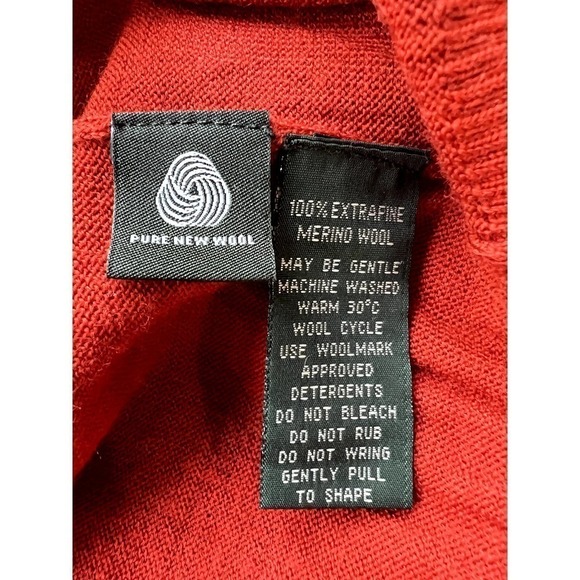 PURE NEW WOOL
100% EXTRAFINE
MERINO WOOL
MAY BE GENTLE
MACHINE WASHED
WARM 30°C
WOOL CYCLE
USE WOOLMARK
APPROVED
DETERGENTS
DO NOT BLEACH
DO NOT RUB
DO NOT WRING
GENTLY PULL
TO SHAPE